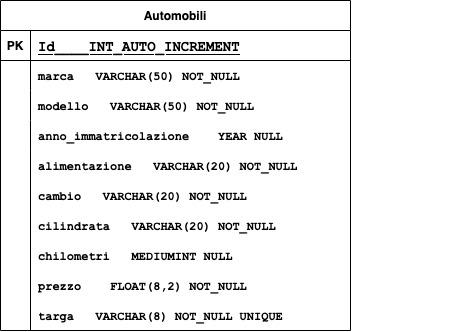 Automobili
PK Id____INT_AUTO_INCREMENT
marca VARCHAR(50) NOT_NULL
modello VARCHAR(50) NOT_NULL
anno_immatricolazione YEAR NULL
alimentazione VARCHAR(20) NOT_NULL
cambio VARCHAR(20) NOT_NULL
cilindrata VARCHAR(20) NOT_NULL
chilometri MEDIUMINT NULL
prezzo FLOAT(8,2) NOT_NULL
targa VARCHAR(8) NOT_NULL UNIQUE